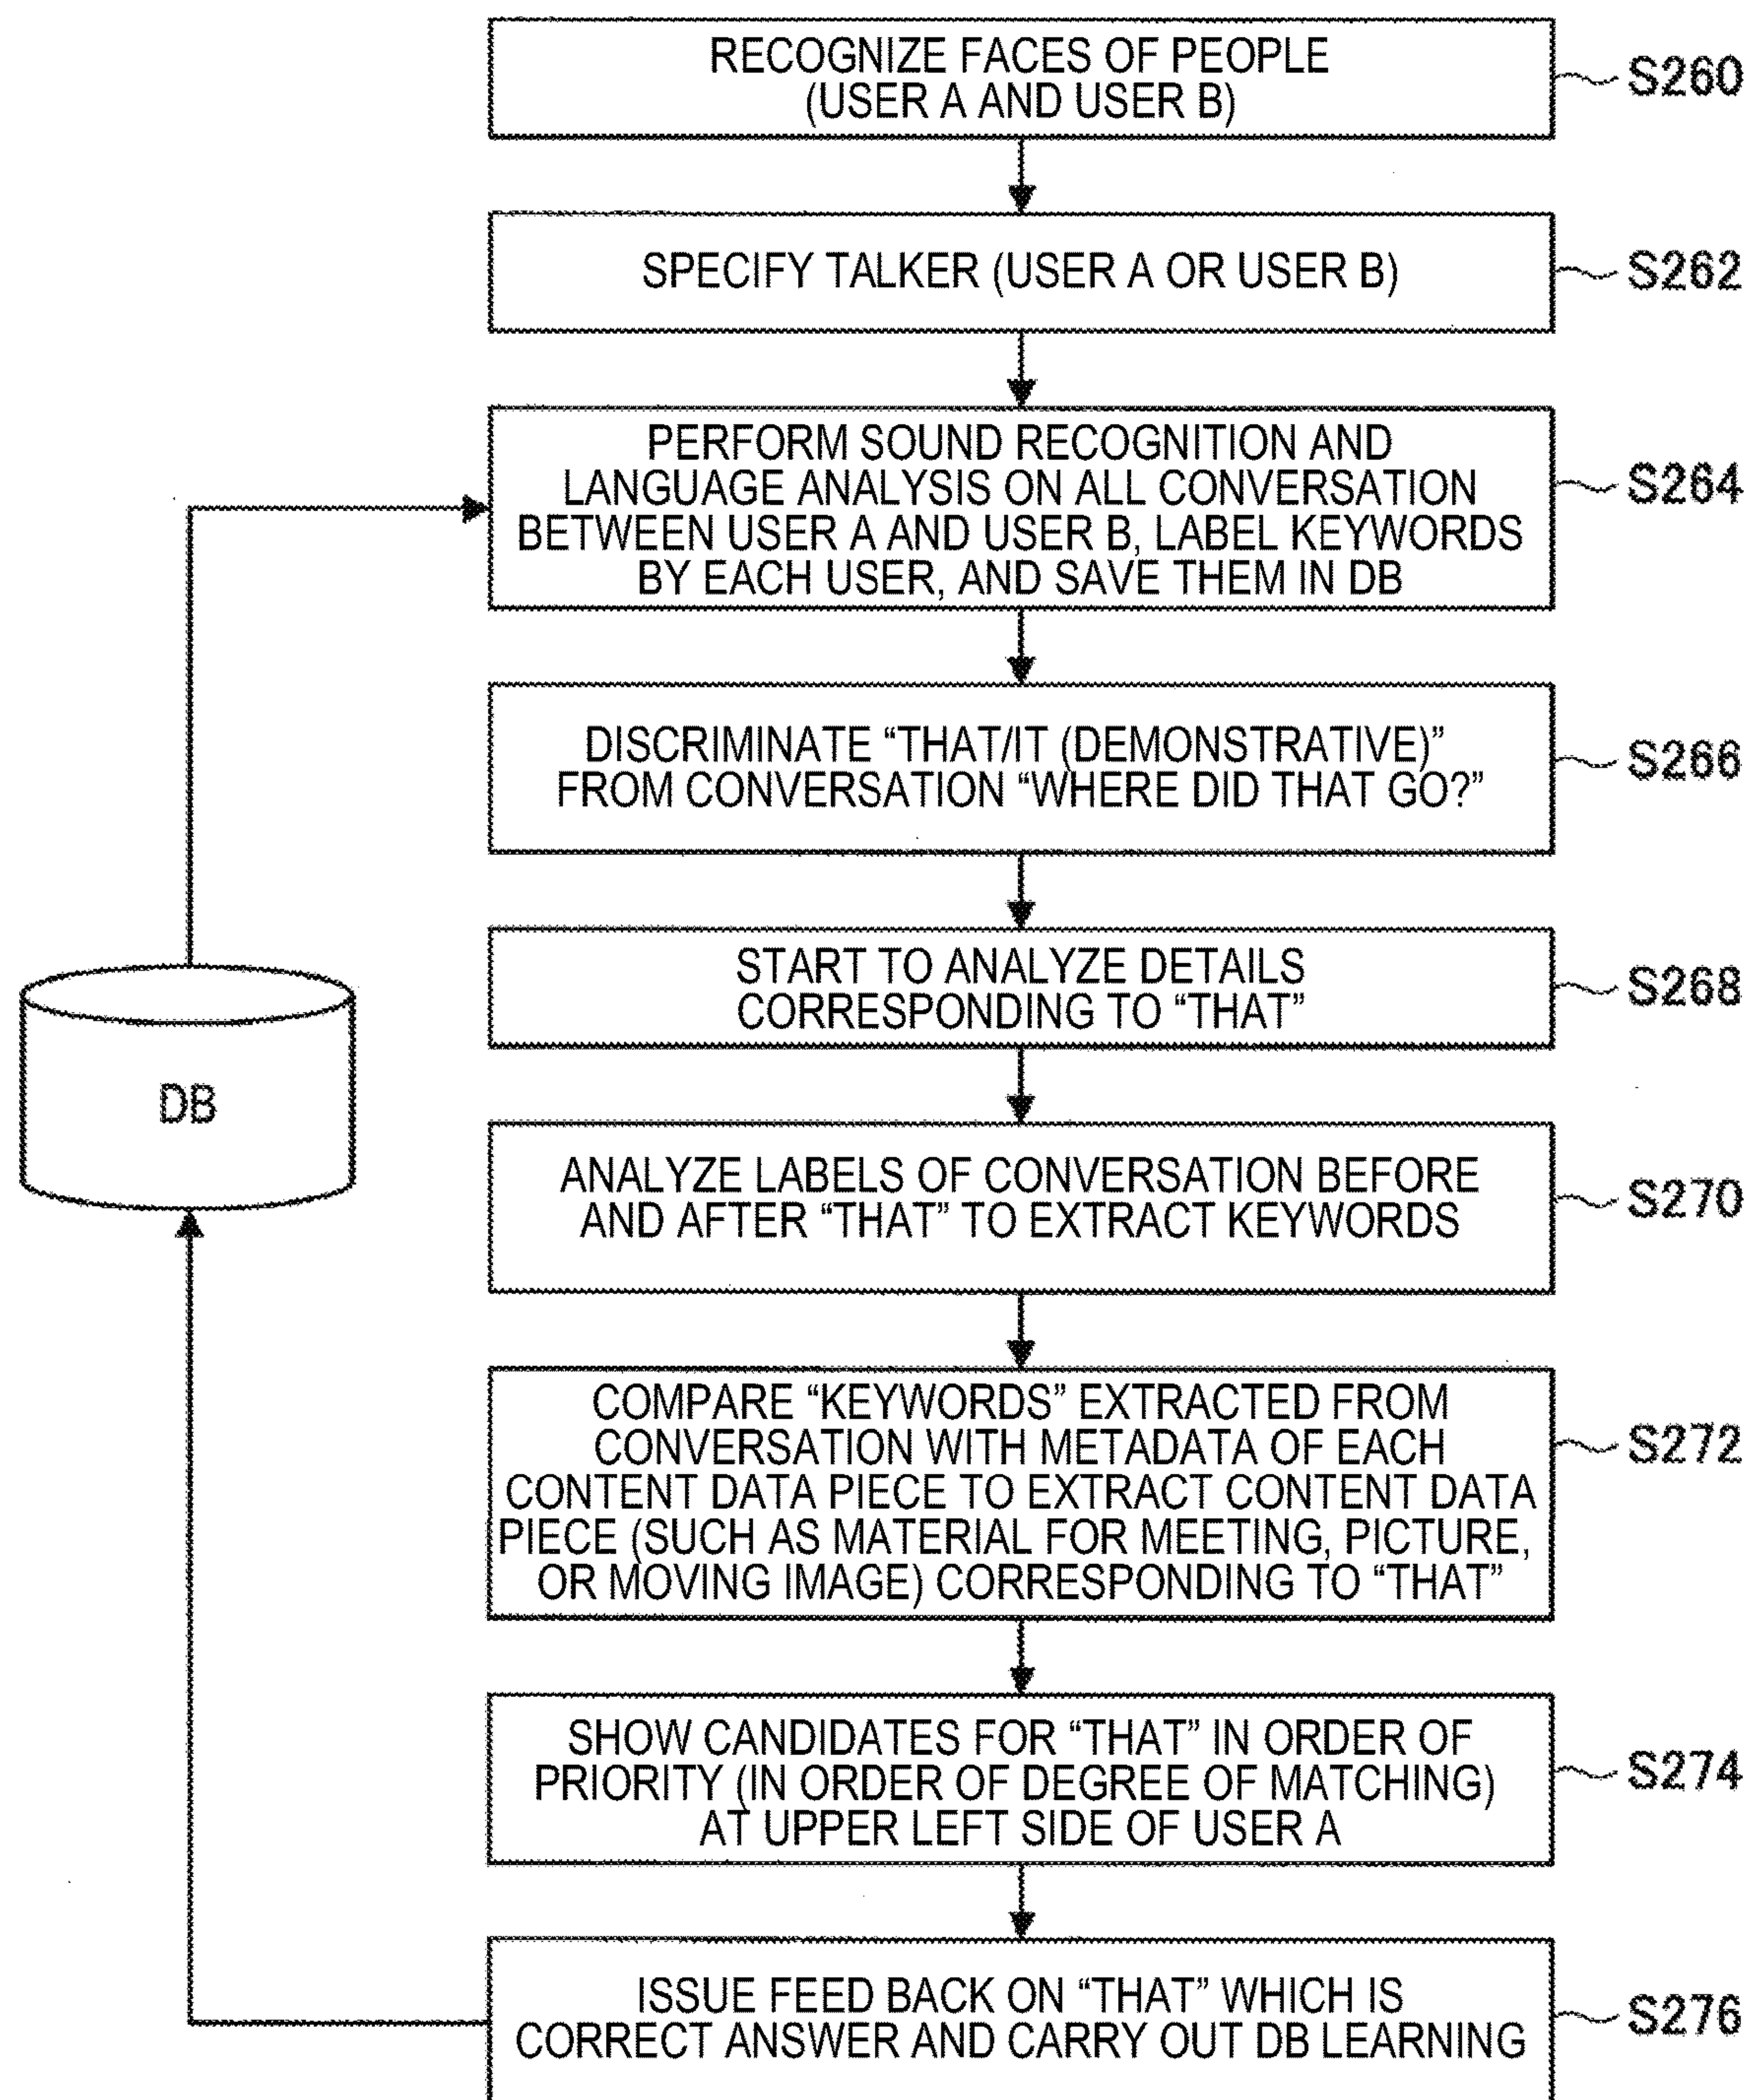 RECOGNIZE FACES OF PEOPLE
(USER A AND USER B)
S260
SPECIFY TALKER (USER A OR USER B)
S262
PERFORM SOUND RECOGNITION AND
LANGUAGE ANALYSIS ON ALL CONVERSATION
BETWEEN USER A AND USER B, LABEL KEYWORDS
BY EACH USER, AND SAVE THEM IN DB
S264
DISCRIMINATE “THAT/IT (DEMONSTRATIVE)”
FROM CONVERSATION “WHERE DID THAT GO?”
S266
START TO ANALYZE DETAILS
CORRESPONDING TO “THAT”
S268
DB
ANALYZE LABELS OF CONVERSATION BEFORE
AND AFTER “THAT” TO EXTRACT KEYWORDS
S270
COMPARE “KEYWORDS” EXTRACTED FROM
CONVERSATION WITH METADATA OF EACH
CONTENT DATA PIECE TO EXTRACT CONTENT DATA
PIECE (SUCH AS MATERIAL FOR MEETING, PICTURE,
OR MOVING IMAGE) CORRESPONDING TO “THAT”
S272
SHOW CANDIDATES FOR “THAT” IN ORDER OF
PRIORITY (IN ORDER OF DEGREE OF MATCHING)
AT UPPER LEFT SIDE OF USER A
S274
ISSUE FEED BACK ON “THAT” WHICH IS
CORRECT ANSWER AND CARRY OUT DB LEARNING
S276